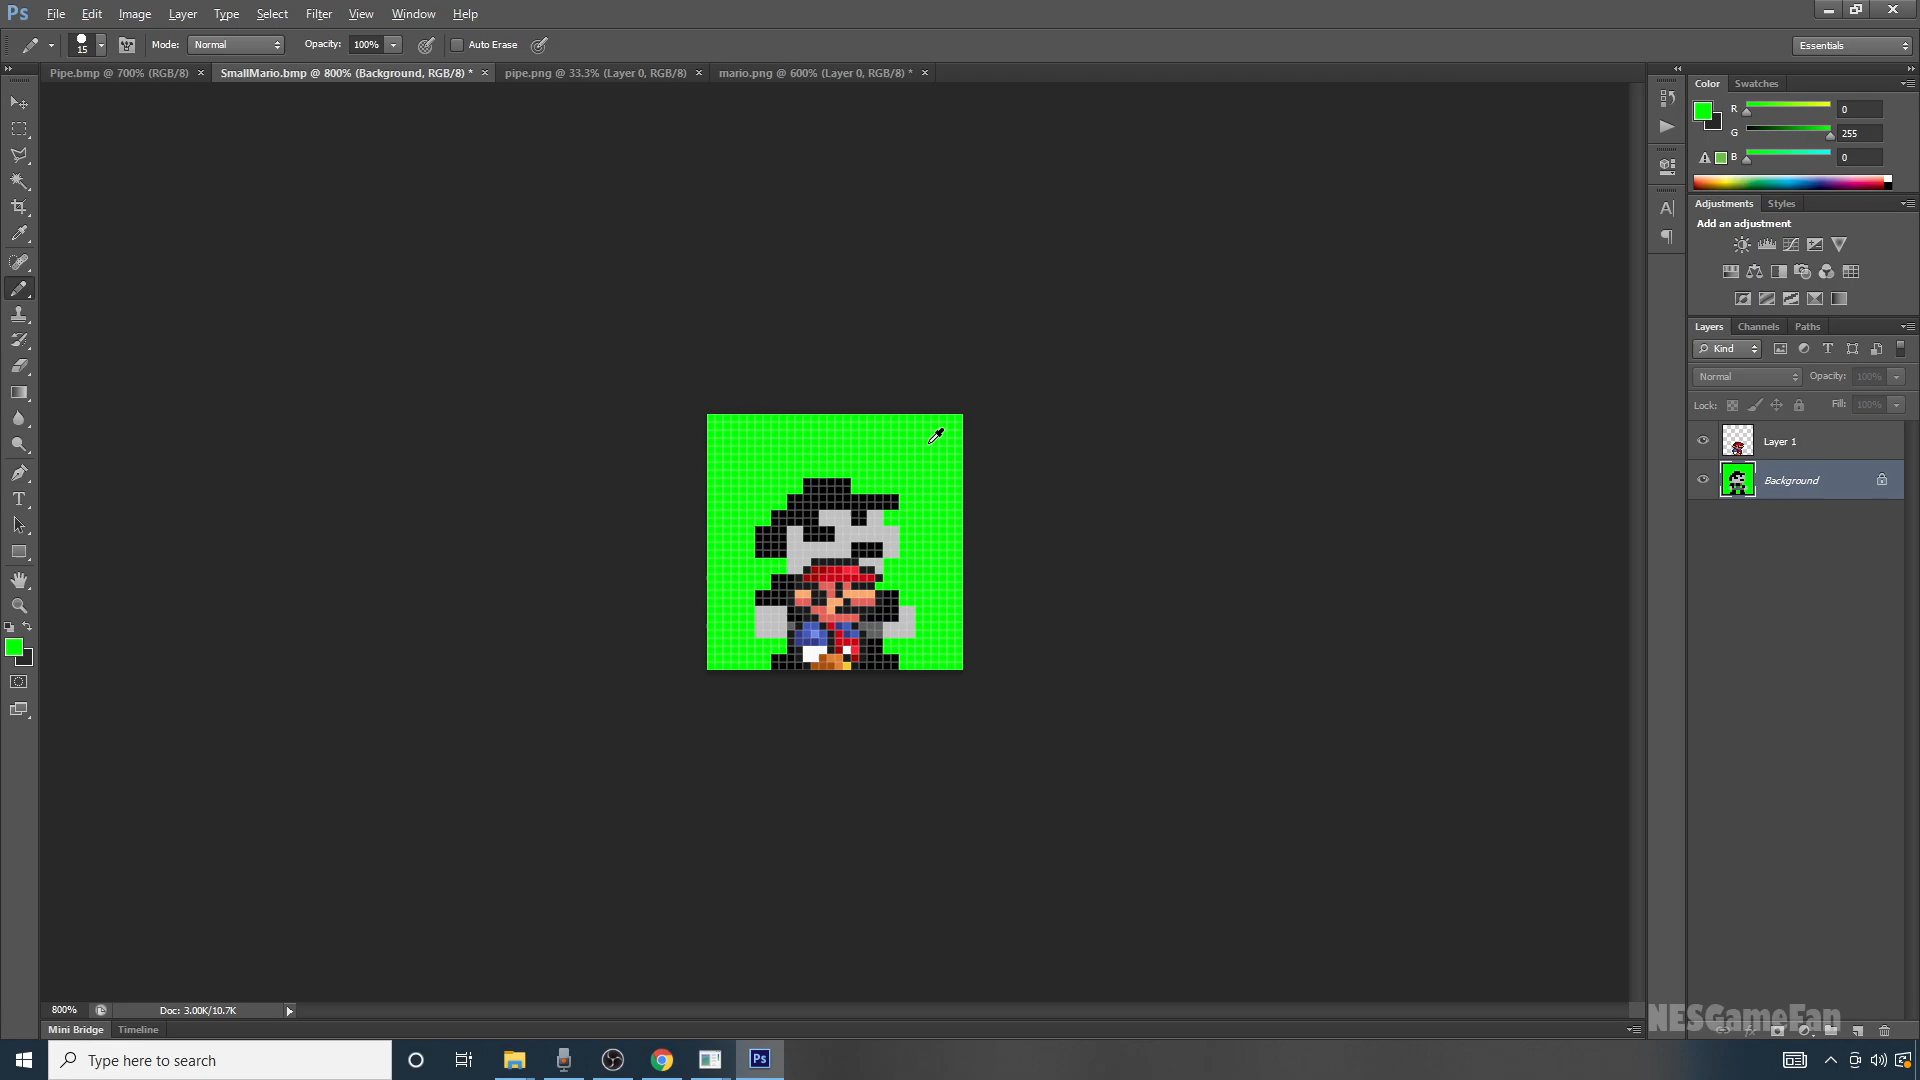 Ps File Edit Image Layer Type Select Filter View Window Help
15 Mode: Normal Opacity: 100% Auto Erase Essentials
Pipe.bmp @ 700% (RGB/8) × SmallMario.bmp @ 800% (Background, RGB/8) * × pipe.png @ 33.3% (Layer 0, RGB/8) × mario.png @ 600% (Layer 0, RGB/8) * ×
Color Swatches
R 0
G 255
B 0
Adjustments Styles
Add an adjustment
Layers Channels Paths
Kind
Normal Opacity: 100%
Lock: Fill: 100%
Layer 1
Background
800% Doc: 3.00K/10.7K
Mini Bridge Timeline
NESGameFan
Type here to search
Ps